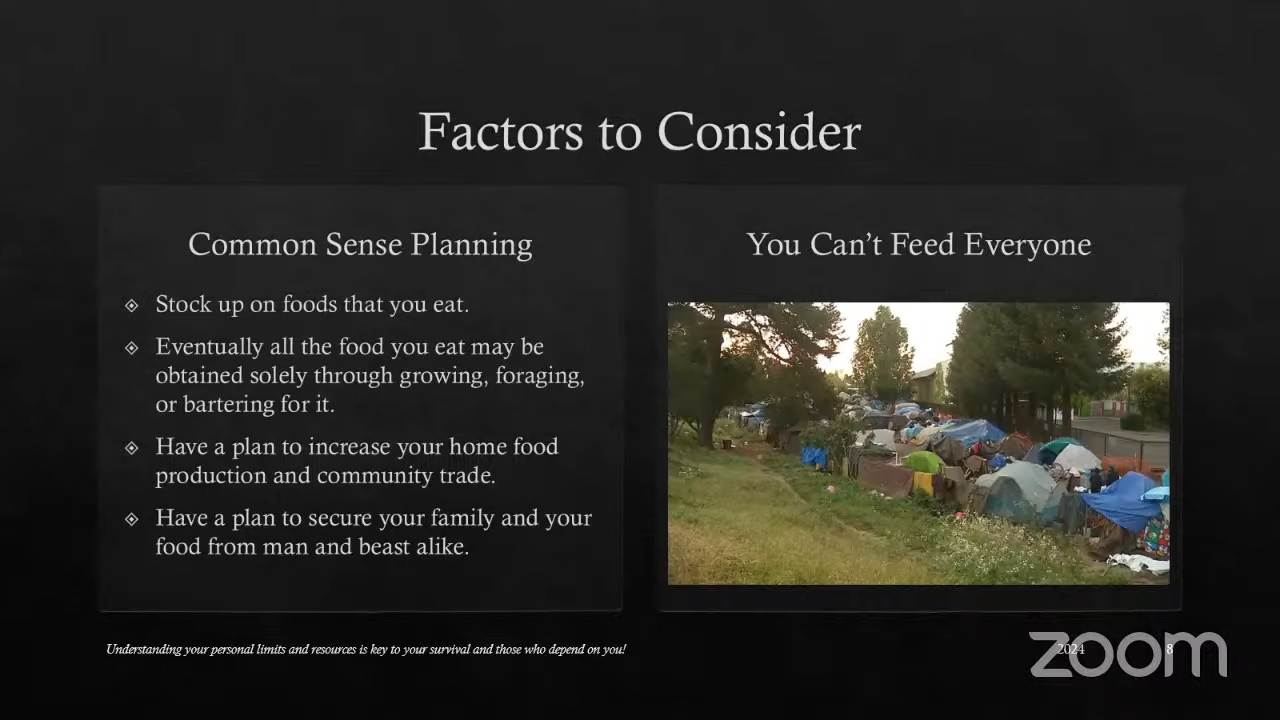 Factors to Consider
Common Sense Planning
Stock up on foods that you eat.
Eventually all the food you eat may be
obtained solely through growing, foraging,
or bartering for it.
Have a plan to increase your home food
production and community trade.
Have a plan to secure your family and your
food from man and beast alike.
You Can't Feed Everyone
Understanding your personal limits and resources is key to your survival and those who depend on you!
2024
8
zoom